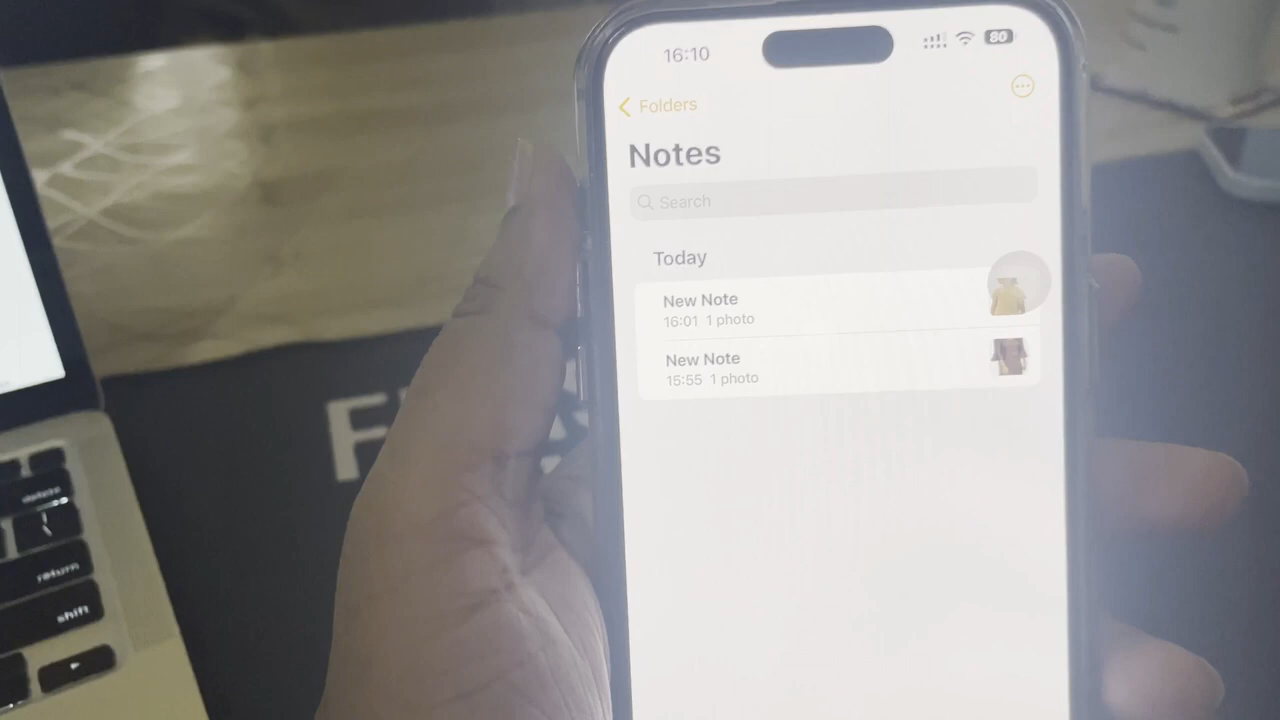 16:10
80
Folders
Notes
Search
Today
New Note
16:01 1 photo
New Note
15:55 1 photo
delete
return
shift